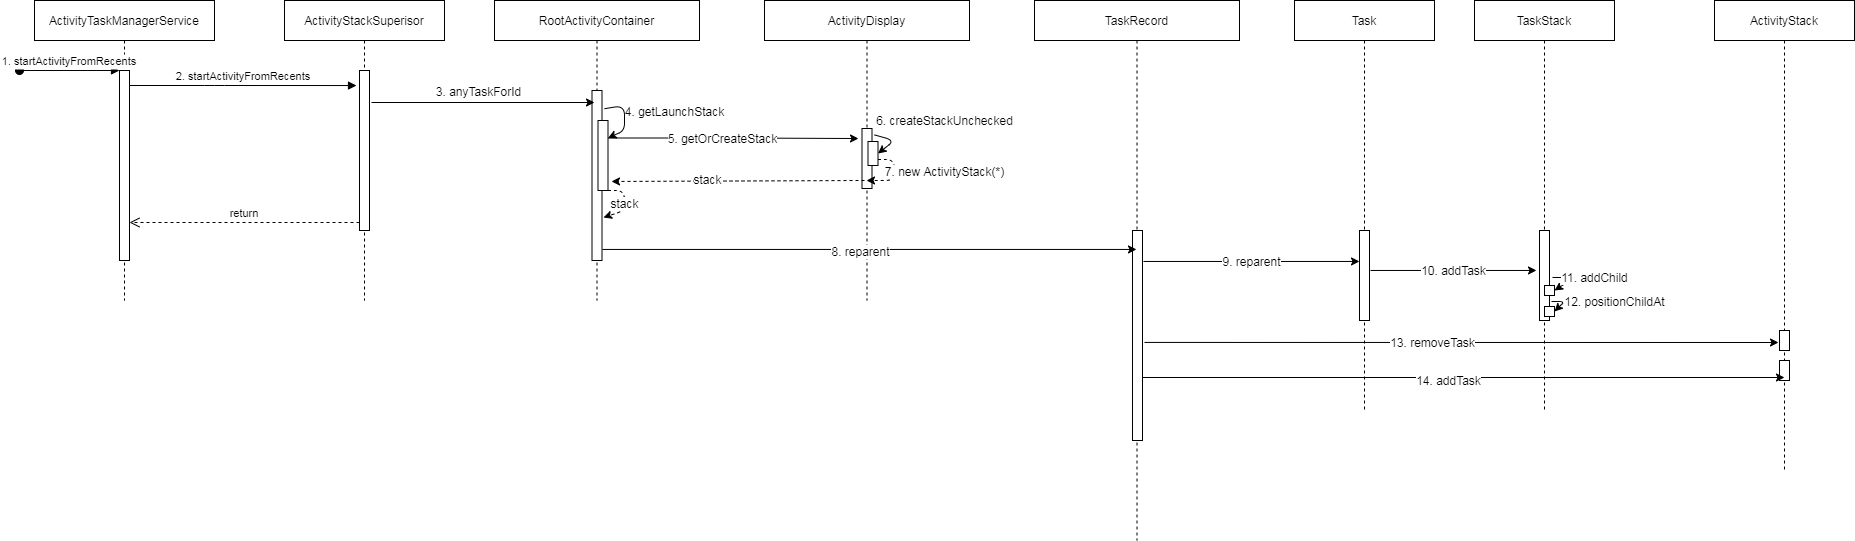 ActivityTaskManagerService
ActivityStackSuperisor
RootActivityContainer
ActivityDisplay
TaskRecord
Task
TaskStack
ActivityStack
1. startActivityFromRecents
2. startActivityFromRecents
3. anyTaskForId
4. getLaunchStack
5. getOrCreateStack
6. createStackUnchecked
7. new ActivityStack(*)
stack
stack
return
8. reparent
9. reparent
10. addTask
11. addChild
12. positionChildAt
13. removeTask
14. addTask